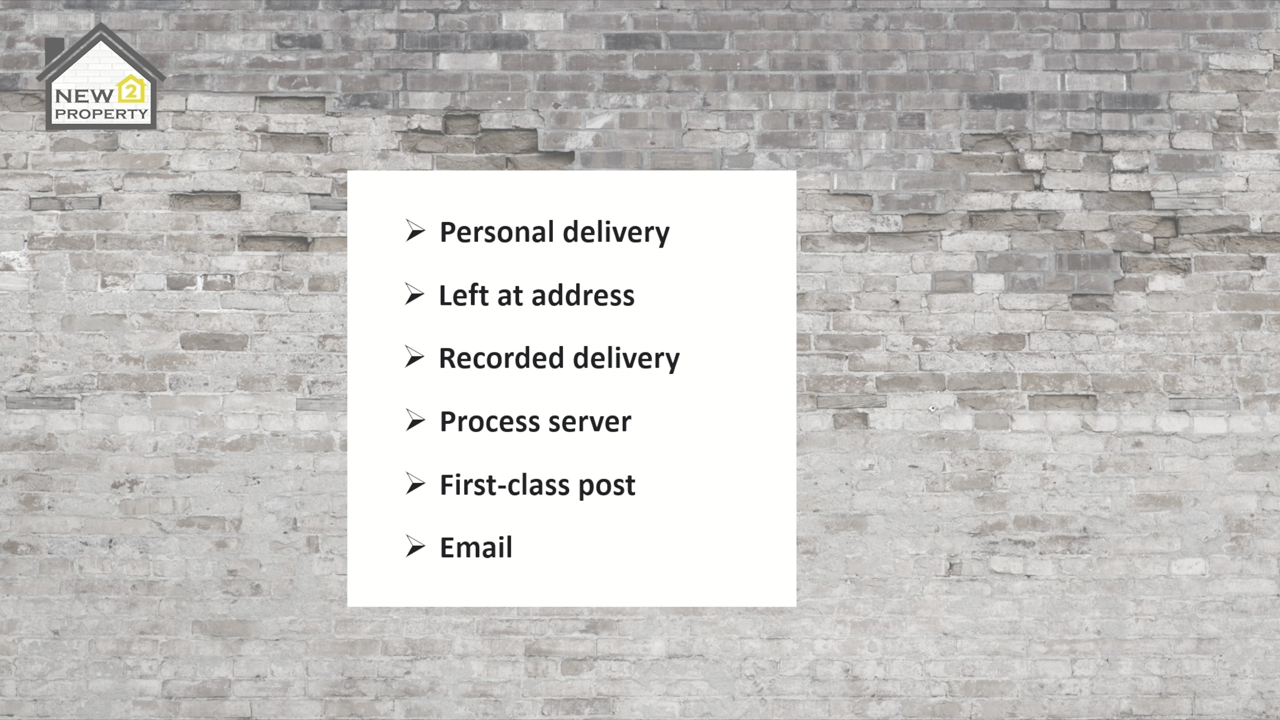 NEW 2
PROPERTY
➢ Personal delivery
➢ Left at address
➢ Recorded delivery
➢ Process server
➢ First-class post
➢ Email